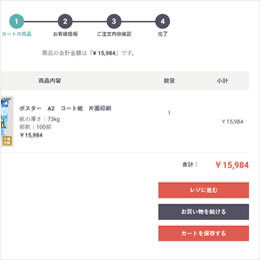 1 2 3 4
カートの商品 お客様情報 ご注文内容確認 完了
商品の合計金額は「¥ 15,984」です。
商品内容 数量 小計
ポスター A2 コート紙 片面印刷
紙の厚さ：73kg
部数：100部
¥ 15,984
1
¥ 15,984
合計： ¥ 15,984
レジに進む
お買い物を続ける
カートを保存する